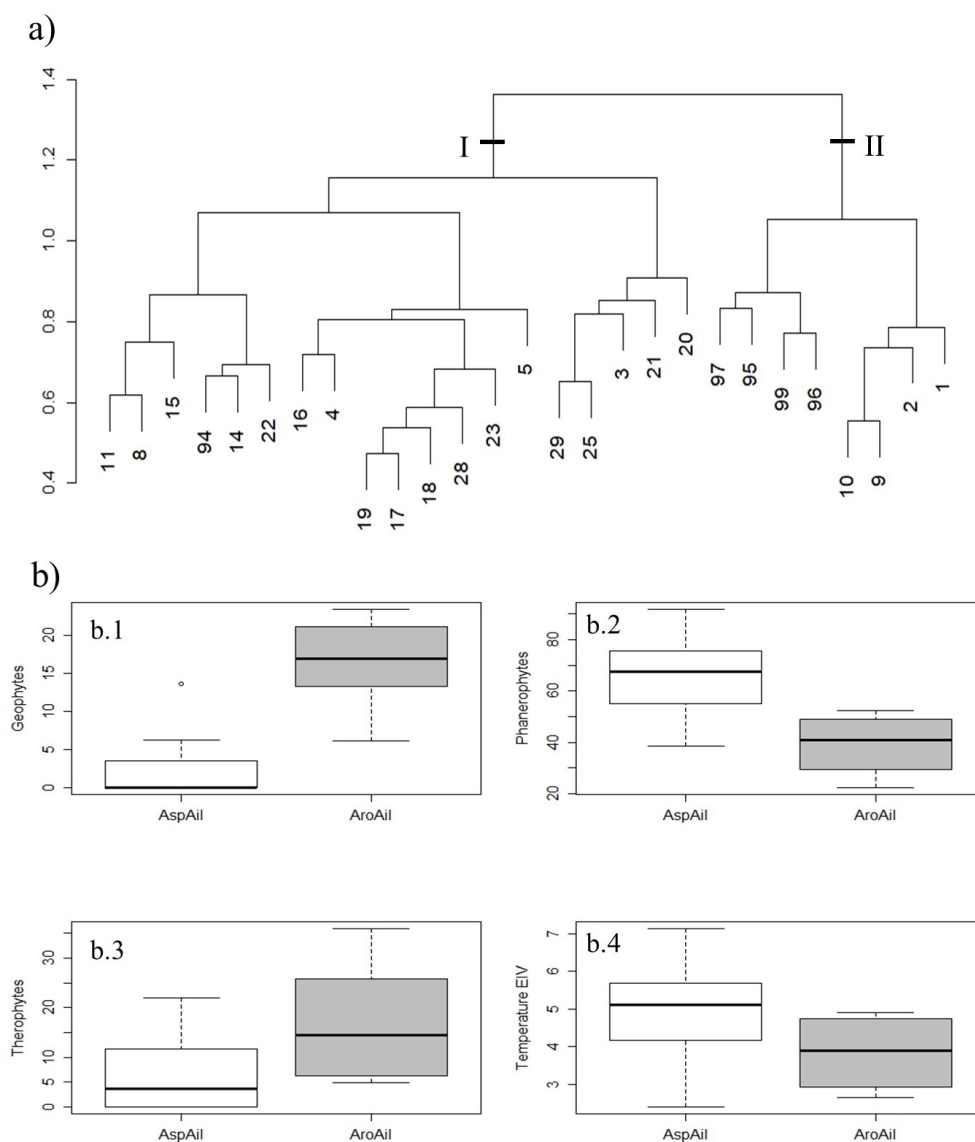 a)
1.4
1.2
1.0
0.8
0.6
0.4
I
II
11
8
15
94
14
22
16
4
19
17
18
28
23
5
29
25
3
21
20
97
95
99
96
10
9
2
1
b)
b.1
Geophytes
20
15
10
5
0
AspAil
AroAil
b.2
Phanerophytes
80
60
40
20
AspAil
AroAil
b.3
Therophytes
30
20
10
5
0
AspAil
AroAil
b.4
Temperature EIV
7
6
5
4
3
AspAil
AroAil